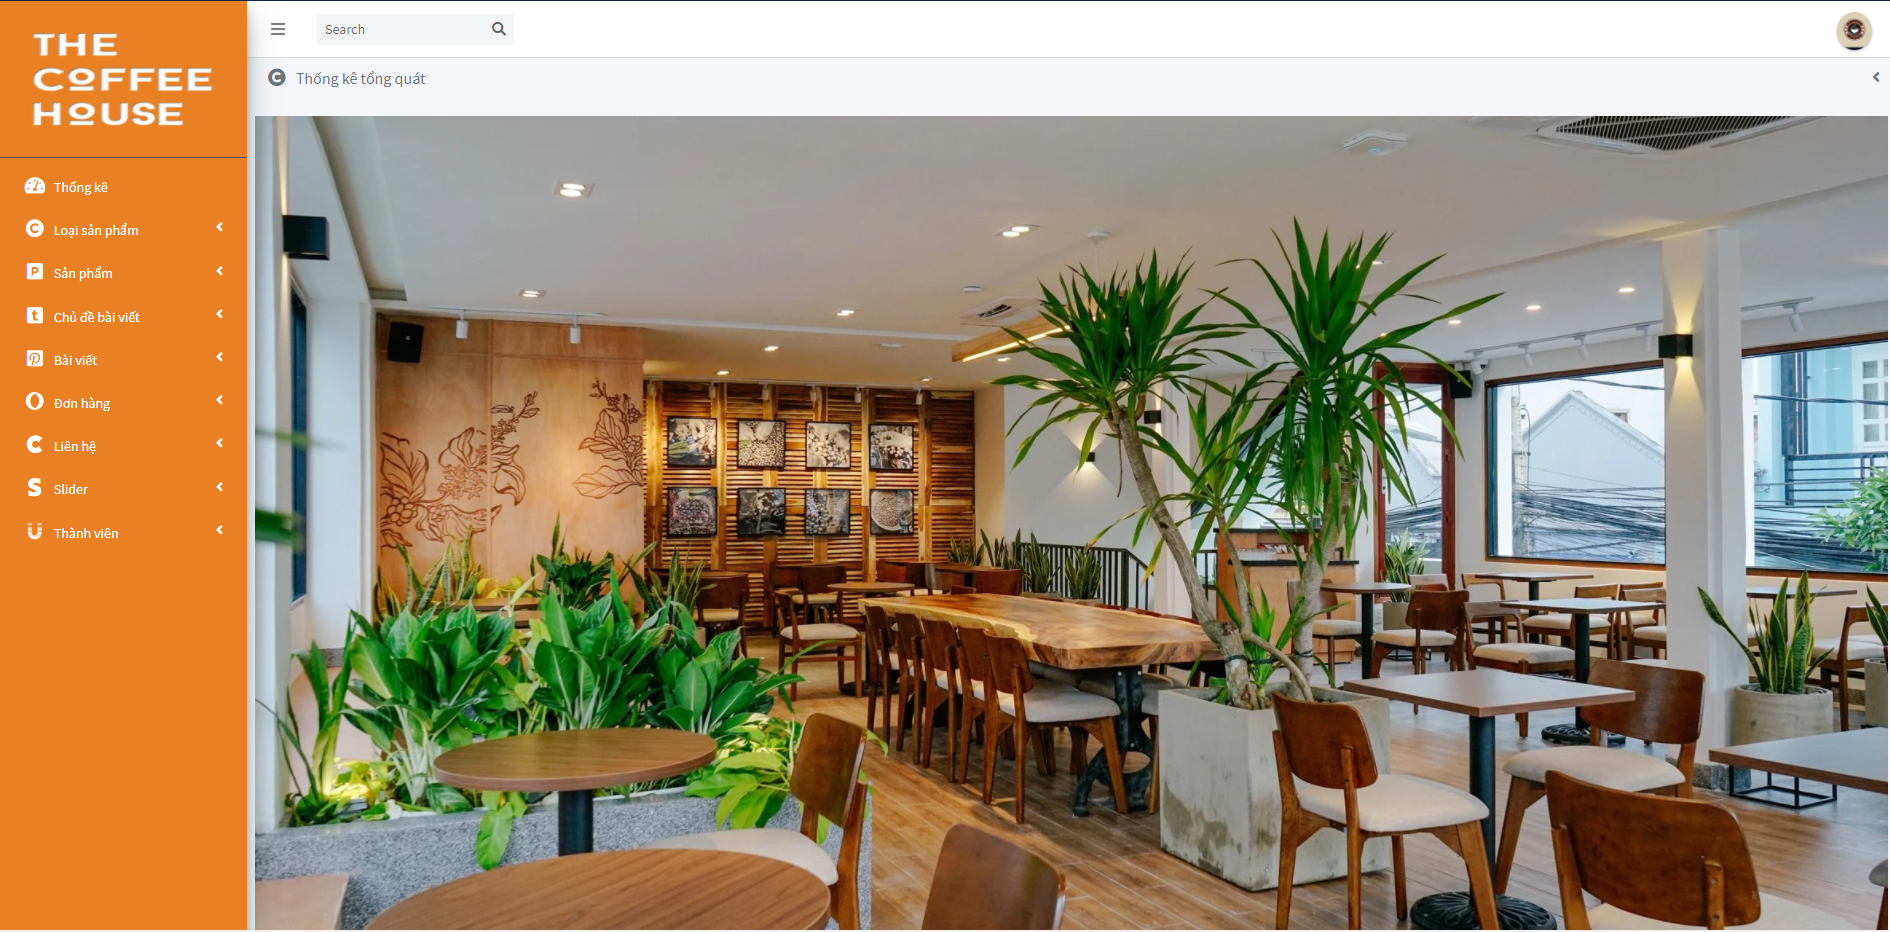 THE
COFFEE
HOUSE
Search
Thống kê tổng quát
Thống kê
Loại sản phẩm
Sản phẩm
Chủ đề bài viết
Bài viết
Đơn hàng
Liên hệ
Slider
Thành viên